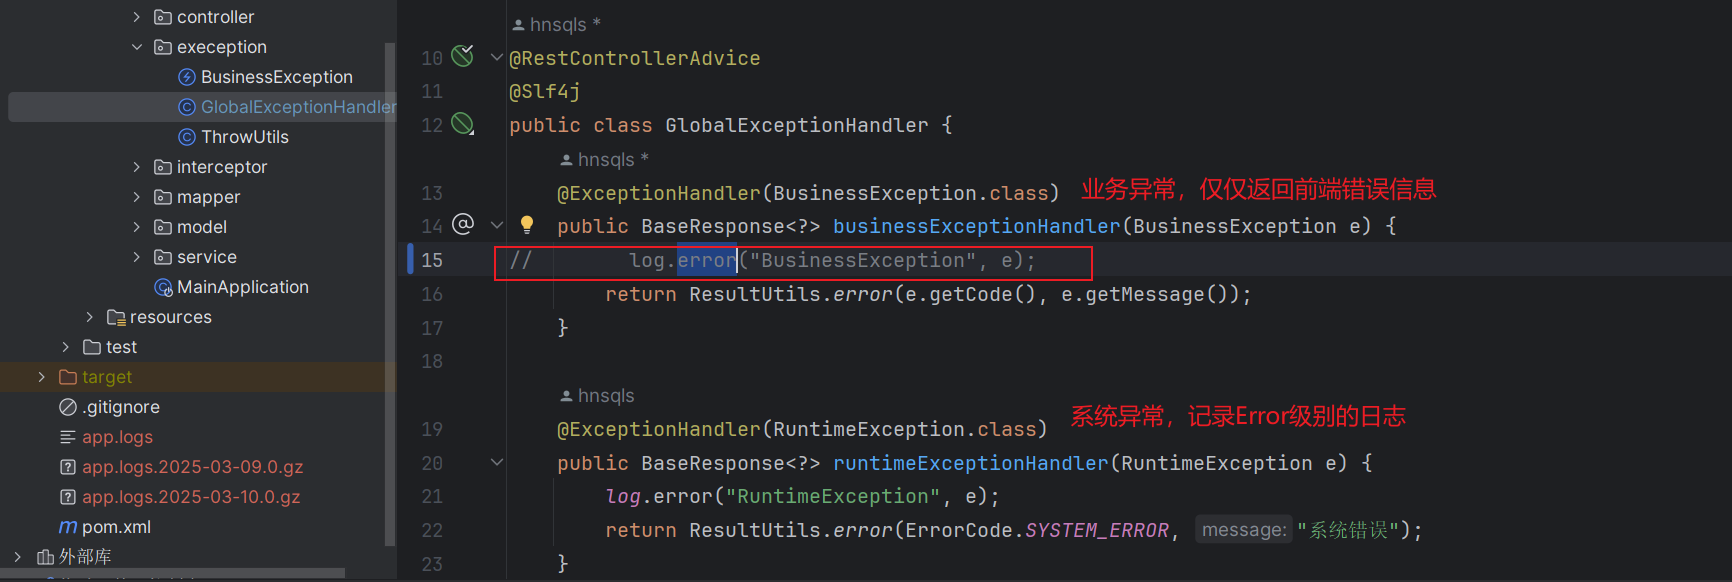 controller
exeception
BusinessException
GlobalExceptionHandler
ThrowUtils
interceptor
mapper
model
service
MainApplication
resources
test
target
.gitignore
app.logs
app.logs.2025-03-09.0.gz
app.logs.2025-03-10.0.gz
pom.xml
外部库
hnsqls *
10 @RestControllerAdvice
11 @Slf4j
12 public class GlobalExceptionHandler {
hnsqls *
13 @ExceptionHandler(BusinessException.class) 业务异常，仅仅返回前端错误信息
14 public BaseResponse<?> businessExceptionHandler(BusinessException e) {
15 // log.error("BusinessException", e);
16 return ResultUtils.error(e.getCode(), e.getMessage());
17 }
18
hnsqls
19 @ExceptionHandler(RuntimeException.class) 系统异常，记录Error级别的日志
20 public BaseResponse<?> runtimeExceptionHandler(RuntimeException e) {
21 log.error("RuntimeException", e);
22 return ResultUtils.error(ErrorCode.SYSTEM_ERROR, message: "系统错误");
23 }